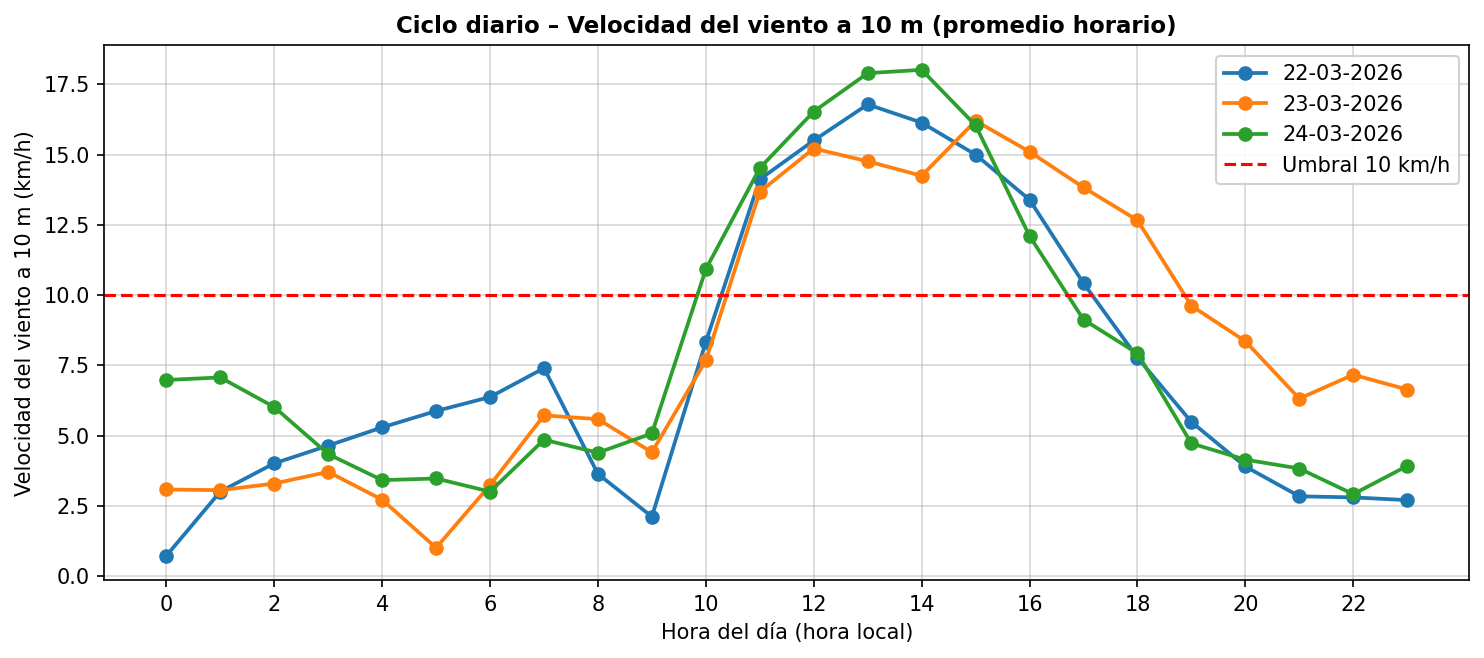 Ciclo diario – Velocidad del viento a 10 m (promedio horario)
Velocidad del viento a 10 m (km/h)
17.5
15.0
12.5
10.0
7.5
5.0
2.5
0.0
22-03-2026
23-03-2026
24-03-2026
Umbral 10 km/h
0 2 4 6 8 10 12 14 16 18 20 22
Hora del día (hora local)